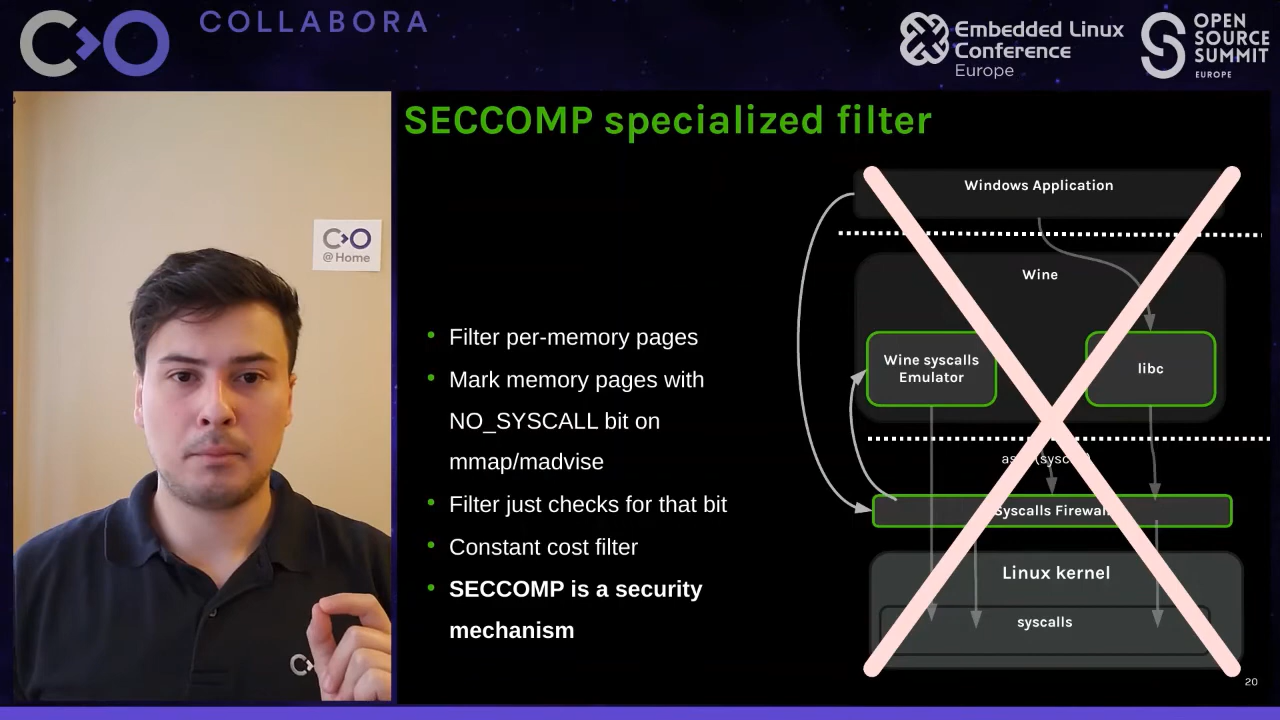 COLLABORA
Embedded Linux
Conference
Europe
OPEN
SOURCE
SUMMIT
EUROPE
@Home
SECCOMP specialized filter
• Filter per-memory pages
• Mark memory pages with
NO_SYSCALL bit on
mmap/madvise
• Filter just checks for that bit
• Constant cost filter
• SECCOMP is a security
mechanism
Windows Application
Wine
Wine syscalls
Emulator
libc
Syscalls Firewall
Linux kernel
syscalls
20